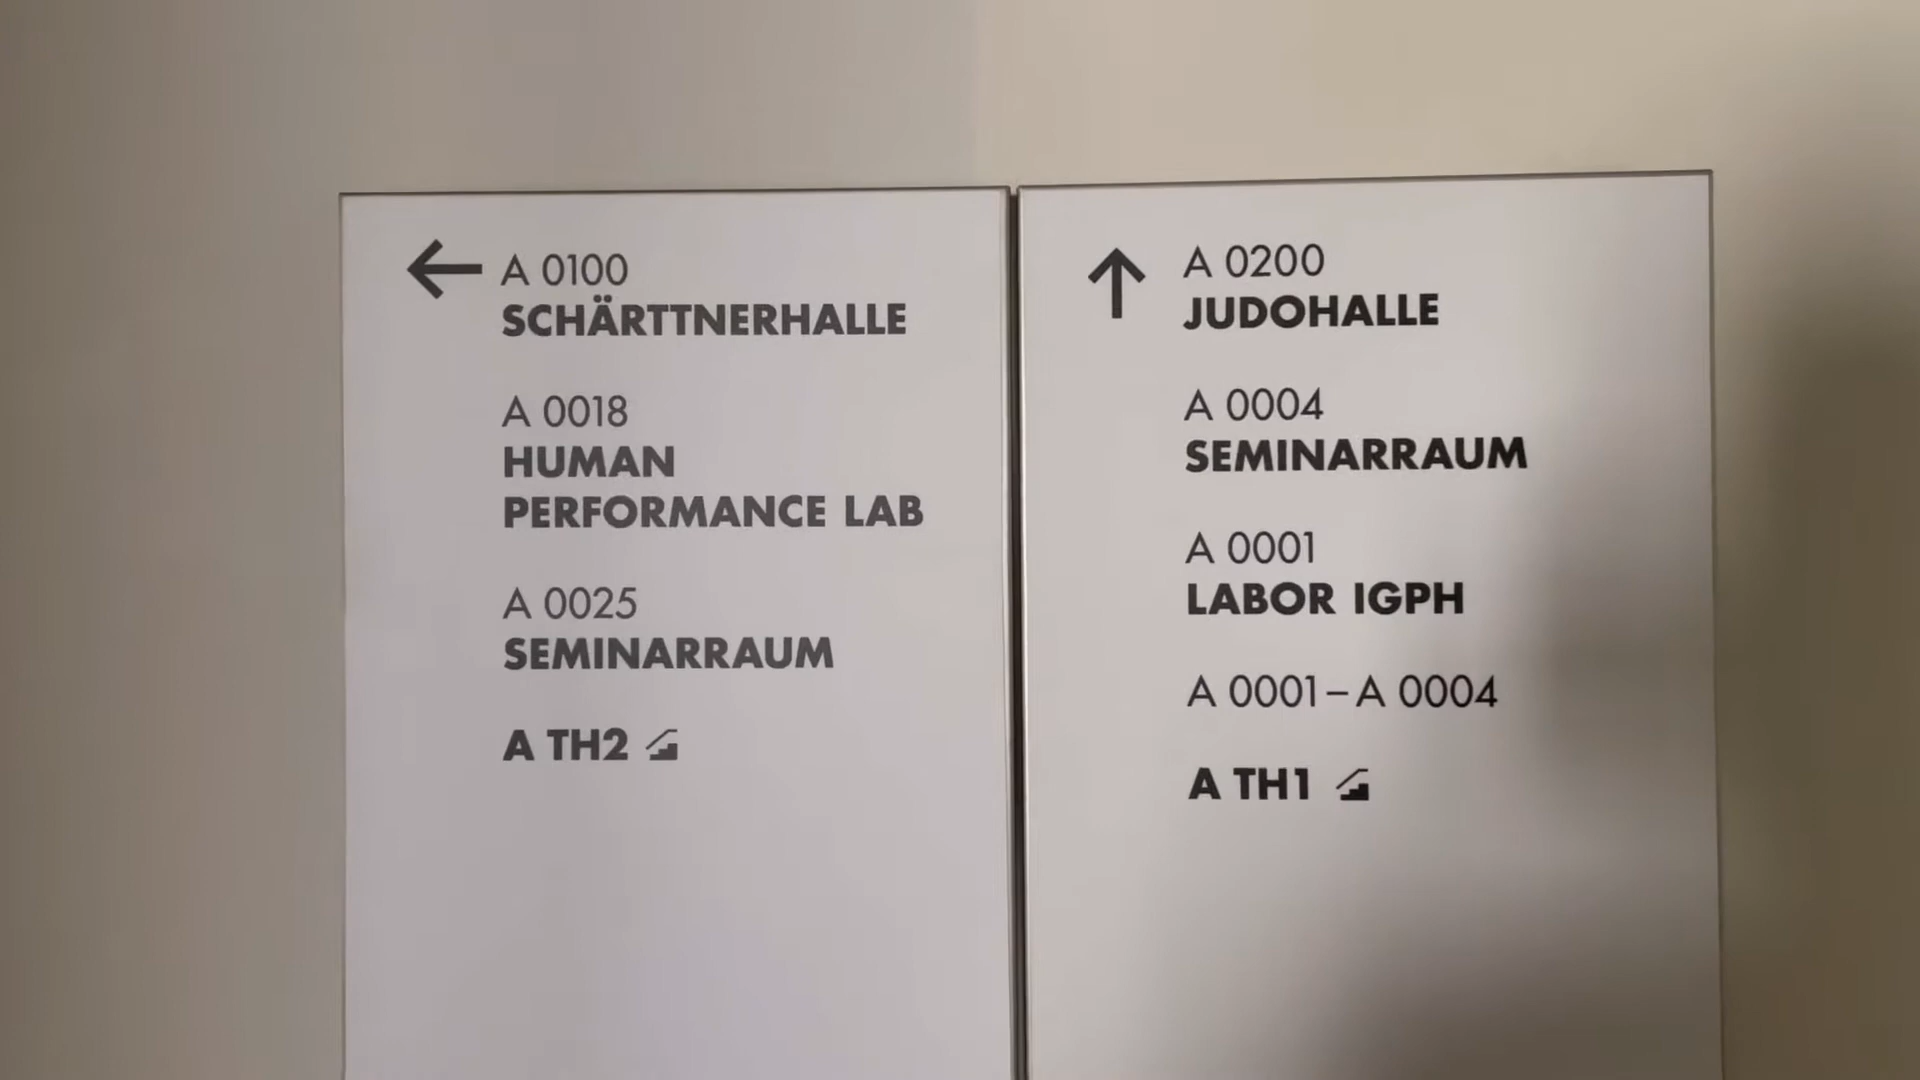 A 0100
SCHÄRTTNERHALLE
A 0018
HUMAN
PERFORMANCE LAB
A 0025
SEMINARRAUM
A TH2
A 0200
JUDOHALLE
A 0004
SEMINARRAUM
A 0001
LABOR IGPH
A 0001 – A 0004
A TH1